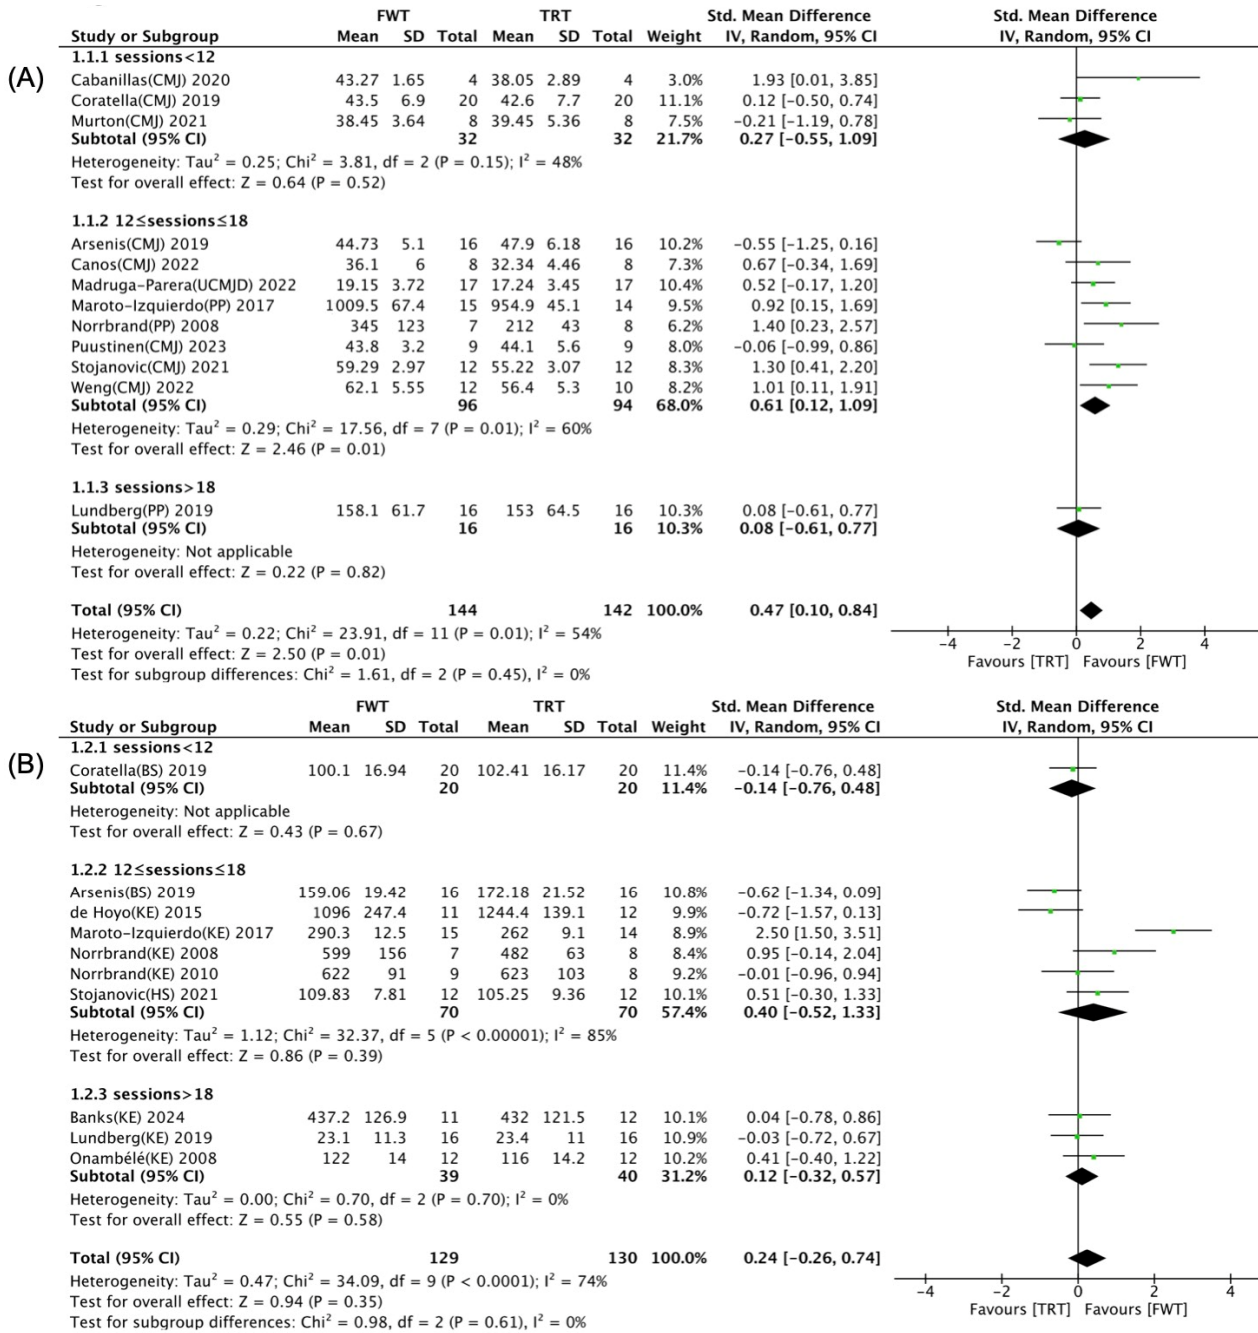 (A)
FWT TRT Std. Mean Difference Std. Mean Difference
Study or Subgroup Mean SD Total Mean SD Total Weight IV, Random, 95% CI IV, Random, 95% CI
1.1.1 sessions<12
Cabanillas(CMJ) 2020 43.27 1.65 4 38.05 2.89 4 3.0% 1.93 [0.01, 3.85]
Coratella(CMJ) 2019 43.5 6.9 20 42.6 7.7 20 11.1% 0.12 [-0.50, 0.74]
Murton(CMJ) 2021 38.45 3.64 8 39.45 5.36 8 7.5% -0.21 [-1.19, 0.78]
Subtotal (95% CI) 32 32 21.7% 0.27 [-0.55, 1.09]
Heterogeneity: Tau² = 0.25; Chi² = 3.81, df = 2 (P = 0.15); I² = 48%
Test for overall effect: Z = 0.64 (P = 0.52)
1.1.2 12≤sessions≤18
Arsenis(CMJ) 2019 44.73 5.1 16 47.9 6.18 16 10.2% -0.55 [-1.25, 0.16]
Canos(CMJ) 2022 36.1 6 8 32.34 4.46 8 7.3% 0.67 [-0.34, 1.69]
Madruga-Parera(UCMJD) 2022 19.15 3.72 17 17.24 3.45 17 10.4% 0.52 [-0.17, 1.20]
Maroto-Izquierdo(PP) 2017 1009.5 67.4 15 954.9 45.1 14 9.5% 0.92 [0.15, 1.69]
Norrbrand(PP) 2008 345 123 7 212 43 8 6.2% 1.40 [0.23, 2.57]
Puustinen(CMJ) 2023 43.8 3.2 9 44.1 5.6 9 8.0% -0.06 [-0.99, 0.86]
Stojanovic(CMJ) 2021 59.29 2.97 12 55.22 3.07 12 8.3% 1.30 [0.41, 2.20]
Weng(CMJ) 2022 62.1 5.55 12 56.4 5.3 10 8.2% 1.01 [0.11, 1.91]
Subtotal (95% CI) 96 94 68.0% 0.61 [0.12, 1.09]
Heterogeneity: Tau² = 0.29; Chi² = 17.56, df = 7 (P = 0.01); I² = 60%
Test for overall effect: Z = 2.46 (P = 0.01)
1.1.3 sessions>18
Lundberg(PP) 2019 158.1 61.7 16 153 64.5 16 10.3% 0.08 [-0.61, 0.77]
Subtotal (95% CI) 16 16 10.3% 0.08 [-0.61, 0.77]
Heterogeneity: Not applicable
Test for overall effect: Z = 0.22 (P = 0.82)
Total (95% CI) 144 142 100.0% 0.47 [0.10, 0.84]
Heterogeneity: Tau² = 0.22; Chi² = 23.91, df = 11 (P = 0.01); I² = 54%
Test for overall effect: Z = 2.50 (P = 0.01)
Test for subgroup differences: Chi² = 1.61, df = 2 (P = 0.45), I² = 0%
-4 -2 0 2 4
Favours [TRT] Favours [FWT]
(B)
FWT TRT Std. Mean Difference Std. Mean Difference
Study or Subgroup Mean SD Total Mean SD Total Weight IV, Random, 95% CI IV, Random, 95% CI
1.2.1 sessions<12
Coratella(BS) 2019 100.1 16.94 20 102.41 16.17 20 11.4% -0.14 [-0.76, 0.48]
Subtotal (95% CI) 20 20 11.4% -0.14 [-0.76, 0.48]
Heterogeneity: Not applicable
Test for overall effect: Z = 0.43 (P = 0.67)
1.2.2 12≤sessions≤18
Arsenis(BS) 2019 159.06 19.42 16 172.18 21.52 16 10.8% -0.62 [-1.34, 0.09]
de Hoyo(KE) 2015 1096 247.4 11 1244.4 139.1 12 9.9% -0.72 [-1.57, 0.13]
Maroto-Izquierdo(KE) 2017 290.3 12.5 15 262 9.1 14 8.9% 2.50 [1.50, 3.51]
Norrbrand(KE) 2008 599 156 7 482 63 8 8.4% 0.95 [-0.14, 2.04]
Norrbrand(KE) 2010 622 91 9 623 103 8 9.2% -0.01 [-0.96, 0.94]
Stojanovic(HS) 2021 109.83 7.81 12 105.25 9.36 12 10.1% 0.51 [-0.30, 1.33]
Subtotal (95% CI) 70 70 57.4% 0.40 [-0.52, 1.33]
Heterogeneity: Tau² = 1.12; Chi² = 32.37, df = 5 (P < 0.00001); I² = 85%
Test for overall effect: Z = 0.86 (P = 0.39)
1.2.3 sessions>18
Banks(KE) 2024 437.2 126.9 11 432 121.5 12 10.1% 0.04 [-0.78, 0.86]
Lundberg(KE) 2019 23.1 11.3 16 23.4 11 16 10.9% -0.03 [-0.72, 0.67]
Onambélé(KE) 2008 122 14 12 116 14.2 12 10.2% 0.41 [-0.40, 1.22]
Subtotal (95% CI) 39 40 31.2% 0.12 [-0.32, 0.57]
Heterogeneity: Tau² = 0.00; Chi² = 0.70, df = 2 (P = 0.70); I² = 0%
Test for overall effect: Z = 0.55 (P = 0.58)
Total (95% CI) 129 130 100.0% 0.24 [-0.26, 0.74]
Heterogeneity: Tau² = 0.47; Chi² = 34.09, df = 9 (P < 0.0001); I² = 74%
Test for overall effect: Z = 0.94 (P = 0.35)
Test for subgroup differences: Chi² = 0.98, df = 2 (P = 0.61), I² = 0%
-4 -2 0 2 4
Favours [TRT] Favours [FWT]